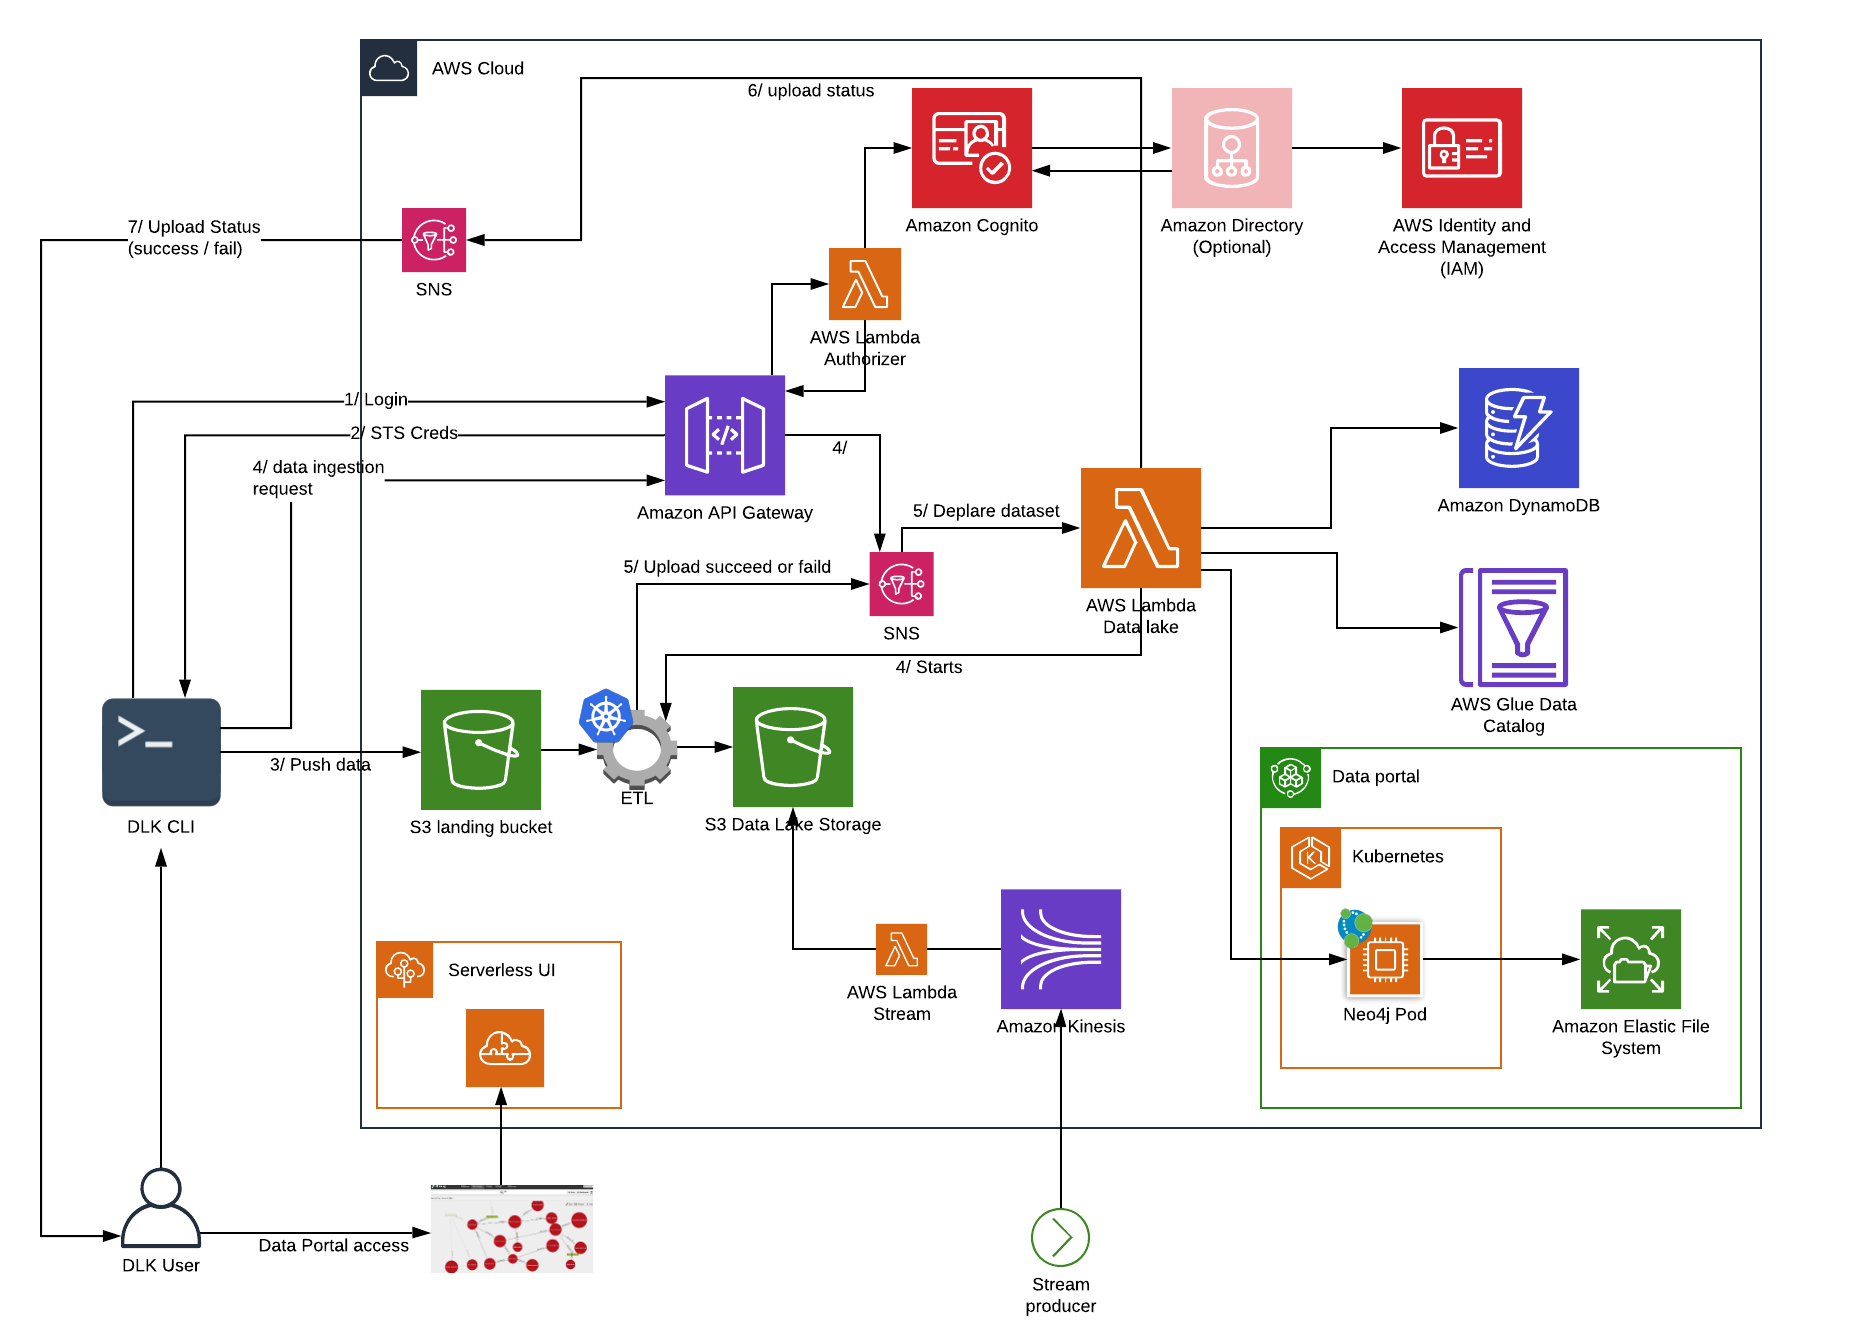 AWS Cloud
6/ upload status
Amazon Cognito
Amazon Directory
(Optional)
AWS Identity and
Access Management
(IAM)
7/ Upload Status
(success / fail)
SNS
AWS Lambda
Authorizer
1/ Login
2/ STS Creds
4/ data ingestion
request
4/
Amazon API Gateway
5/ Deplare dataset
Amazon DynamoDB
5/ Upload succeed or faild
SNS
AWS Lambda
Data lake
4/ Starts
AWS Glue Data
Catalog
3/ Push data
DLK CLI
S3 landing bucket
ETL
S3 Data Lake Storage
Data portal
Kubernetes
Neo4j Pod
Amazon Elastic File
System
Serverless UI
AWS Lambda
Stream
Amazon Kinesis
Data Portal access
DLK User
Stream
producer